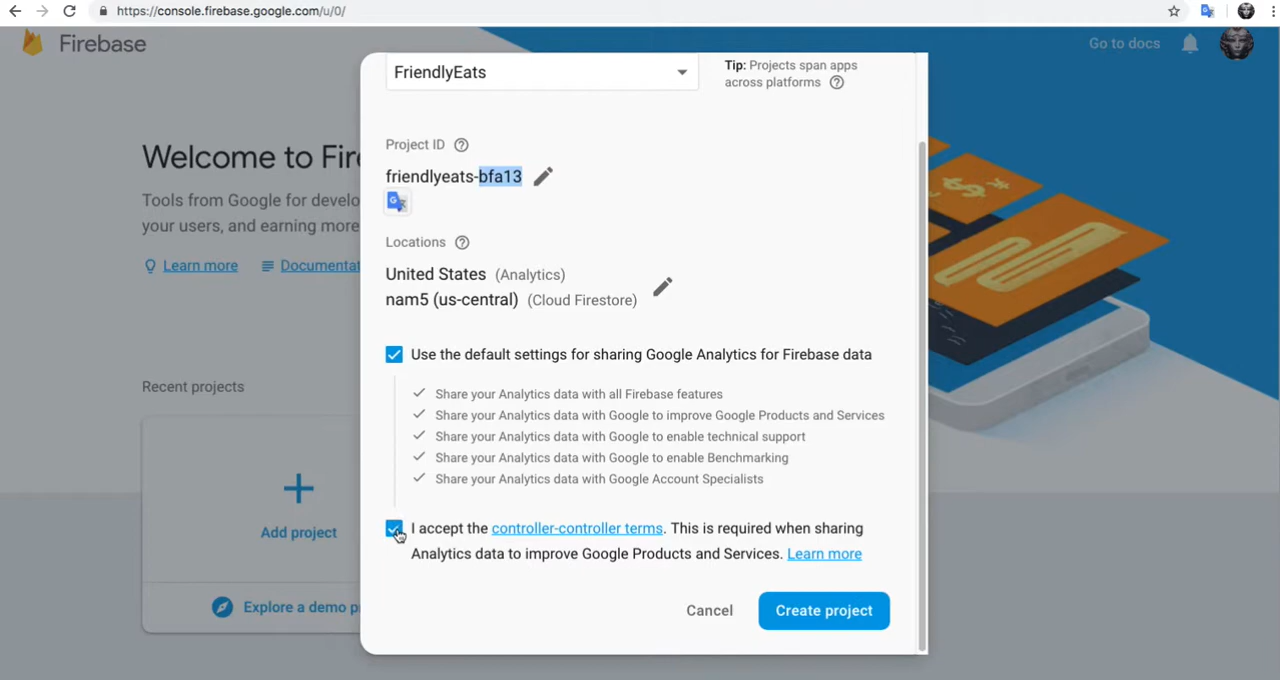 https://console.firebase.google.com/u/0/
Firebase
Go to docs
Welcome to Fir
Tools from Google for develo
your users, and earning more
Learn more
Documentat
Recent projects
Add project
Explore a demo pr
FriendlyEats
Tip: Projects span apps
across platforms
Project ID
friendlyeats-bfa13
Locations
United States (Analytics)
nam5 (us-central) (Cloud Firestore)
Use the default settings for sharing Google Analytics for Firebase data
Share your Analytics data with all Firebase features
Share your Analytics data with Google to improve Google Products and Services
Share your Analytics data with Google to enable technical support
Share your Analytics data with Google to enable Benchmarking
Share your Analytics data with Google Account Specialists
I accept the controller-controller terms. This is required when sharing
Analytics data to improve Google Products and Services. Learn more
Cancel
Create project